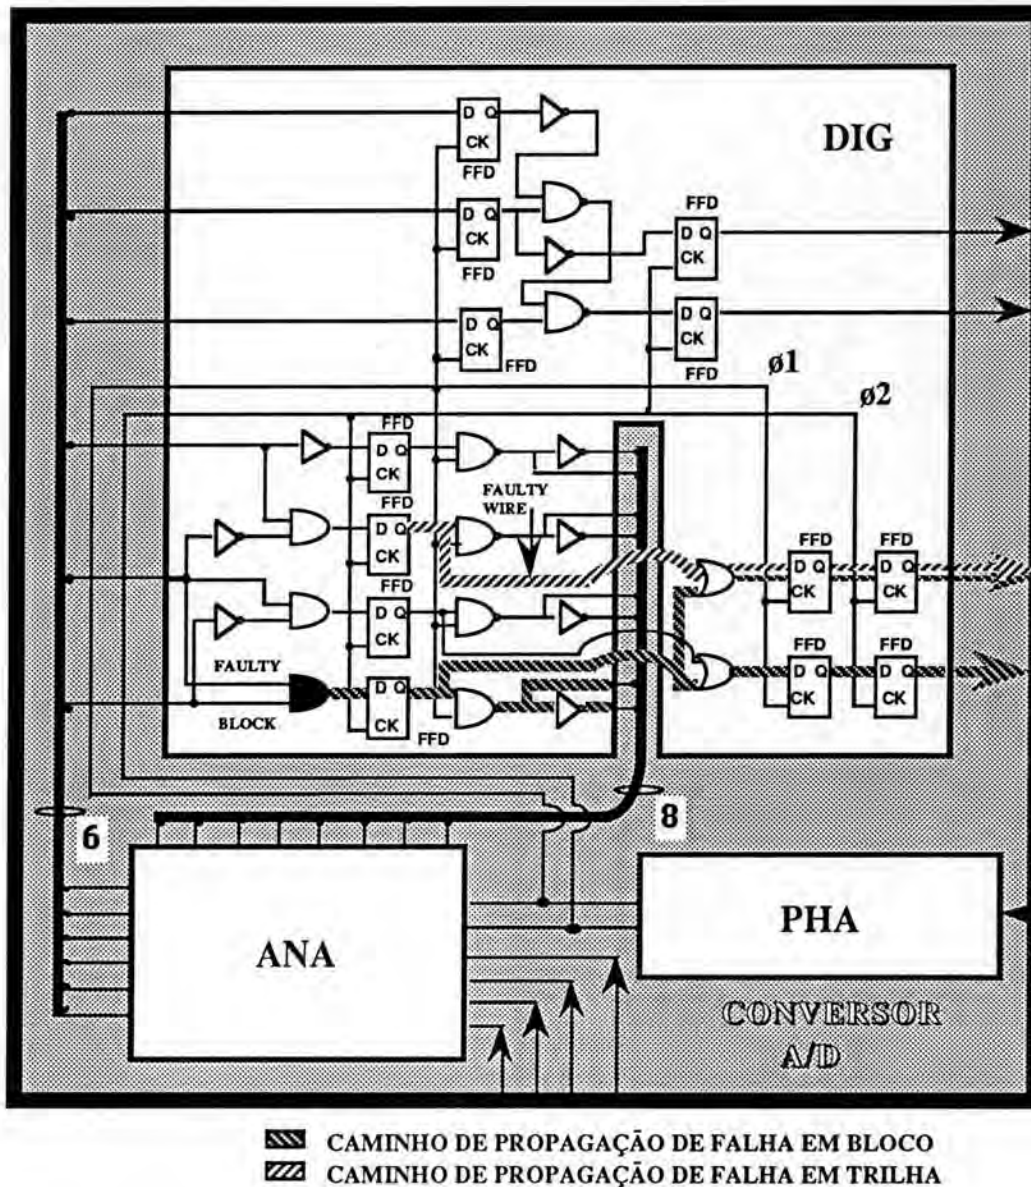 DIG
D Q
CK
FFD
D Q
CK
FFD
FFD
D Q
CK
FFD
D Q
CK
FFD
D Q
CK
FFD
ø1
ø2
FFD
D Q
CK
FFD
D Q
CK
FAULTY
WIRE
FFD
D Q
CK
FFD
D Q
CK
FFD
D Q
CK
FAULTY
BLOCK
D Q
CK
FFD
FFD
D Q
CK
FFD
D Q
CK
6
8
ANA
PHA
CONVERSOR
A/D
CAMINHO DE PROPAGAÇÃO DE FALHA EM BLOCO
CAMINHO DE PROPAGAÇÃO DE FALHA EM TRILHA